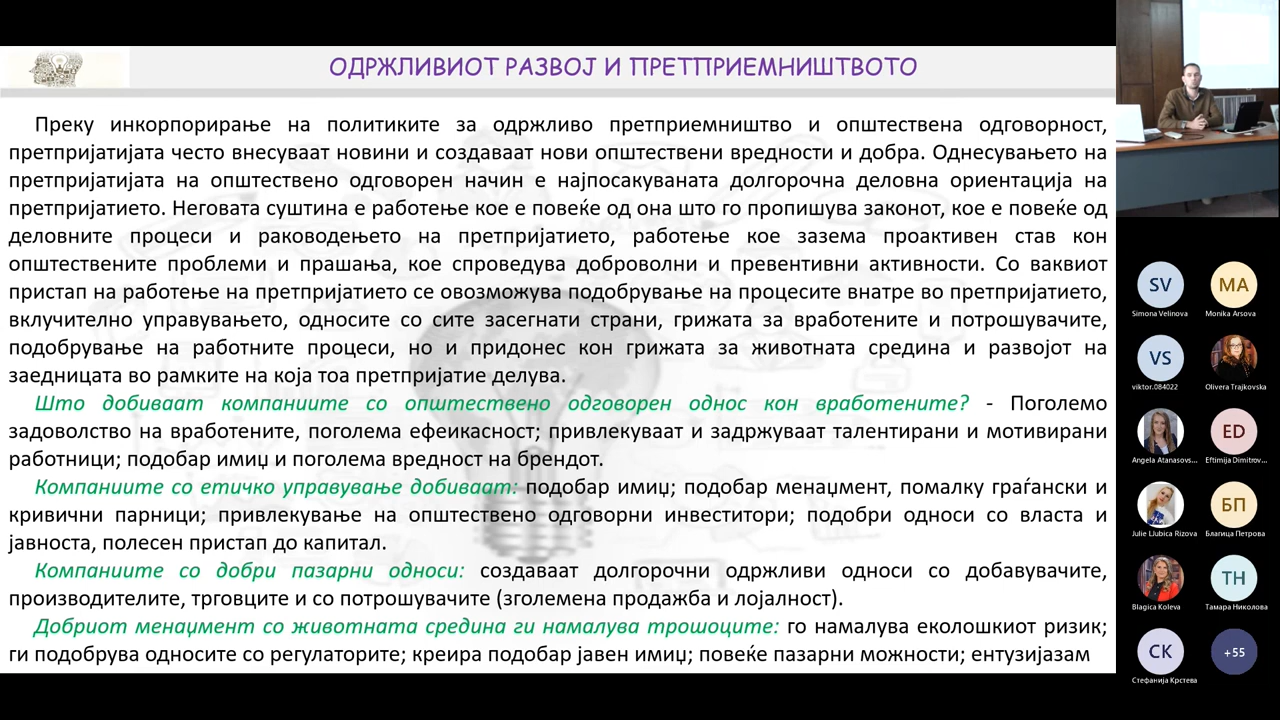 ОДРЖЛИВИОТ РАЗВОЈ И ПРЕТПРИЕМНИШТВОТО
Преку инкорпорирање на политиките за одржливо претприемништво и општествена одговорност,
претпријатијата често внесуваат новини и создаваат нови општествени вредности и добра. Однесувањето на
претпријатијата на општествено одговорен начин е најпосакуваната долгорочна деловна ориентација на
претпријатието. Неговата суштина е работење кое е повеќе од она што го пропишува законот, кое е повеќе од
деловните процеси и раководењето на претпријатието, работење кое зазема проактивен став кон
општествените проблеми и прашања, кое спроведува доброволни и превентивни активности. Со ваквиот
пристап на работење на претпријатието се овозможува подобрување на процесите внатре во претпријатието,
вклучително управувањето, односите со сите засегнати страни, грижата за вработените и потрошувачите,
подобрување на работните процеси, но и придонес кон грижата за животната средина и развојот на
заедницата во рамките на која тоа претпријатие делува.
Што добиваат компаниите со општествено одговорен однос кон вработените? - Поголемо
задоволство на вработените, поголема ефикасност; привлекуваат и задржуваат талентирани и мотивирани
работници; подобар имиџ и поголема вредност на брендот.
Компаниите со етичко управување добиваат: подобар имиџ; подобар менаџмент, помалку граѓански и
кривични парници; привлекување на општествено одговорни инвеститори; подобри односи со власта и
јавноста, полесен пристап до капитал.
Компаниите со добри пазарни односи: создаваат долгорочни одржливи односи со добавувачите,
производителите, трговците и со потрошувачите (зголемена продажба и лојалност).
Добриот менаџмент со животната средина ги намалува трошоците: го намалува еколошкиот ризик;
ги подобрува односите со регулаторите; креира подобар јавен имиџ; повеќе пазарни можности; ентузијазам
SV MA
Simona Velinova Monika Arsova
VS
viktor.084022 Olivera Trajkovska
ED
Angela Atanasovs... Eftimija Dimitrov...
БП
Julie LJubica Rizova Благица Петрова
ТН
Blagica Koleva Тамара Николова
СК +55
Стефанија Крстева